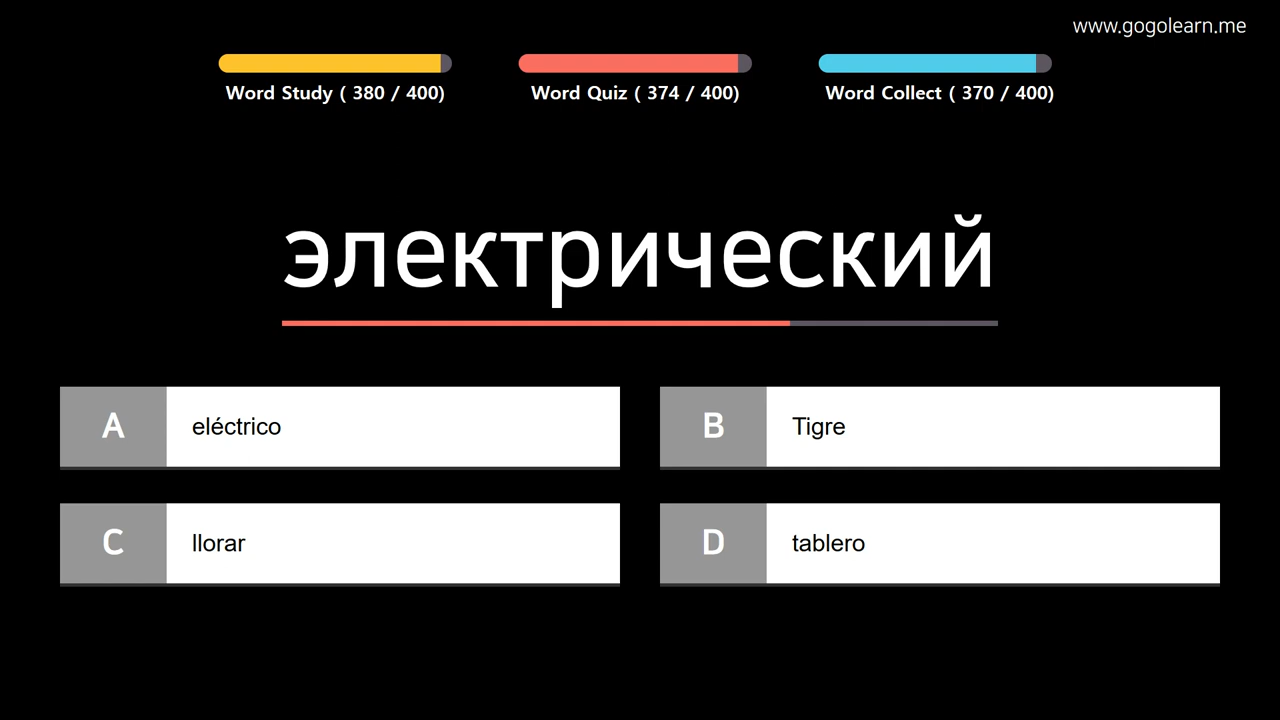 www.gogolearn.me
Word Study ( 380 / 400)
Word Quiz ( 374 / 400)
Word Collect ( 370 / 400)
электрический
A eléctrico
B Tigre
C llorar
D tablero